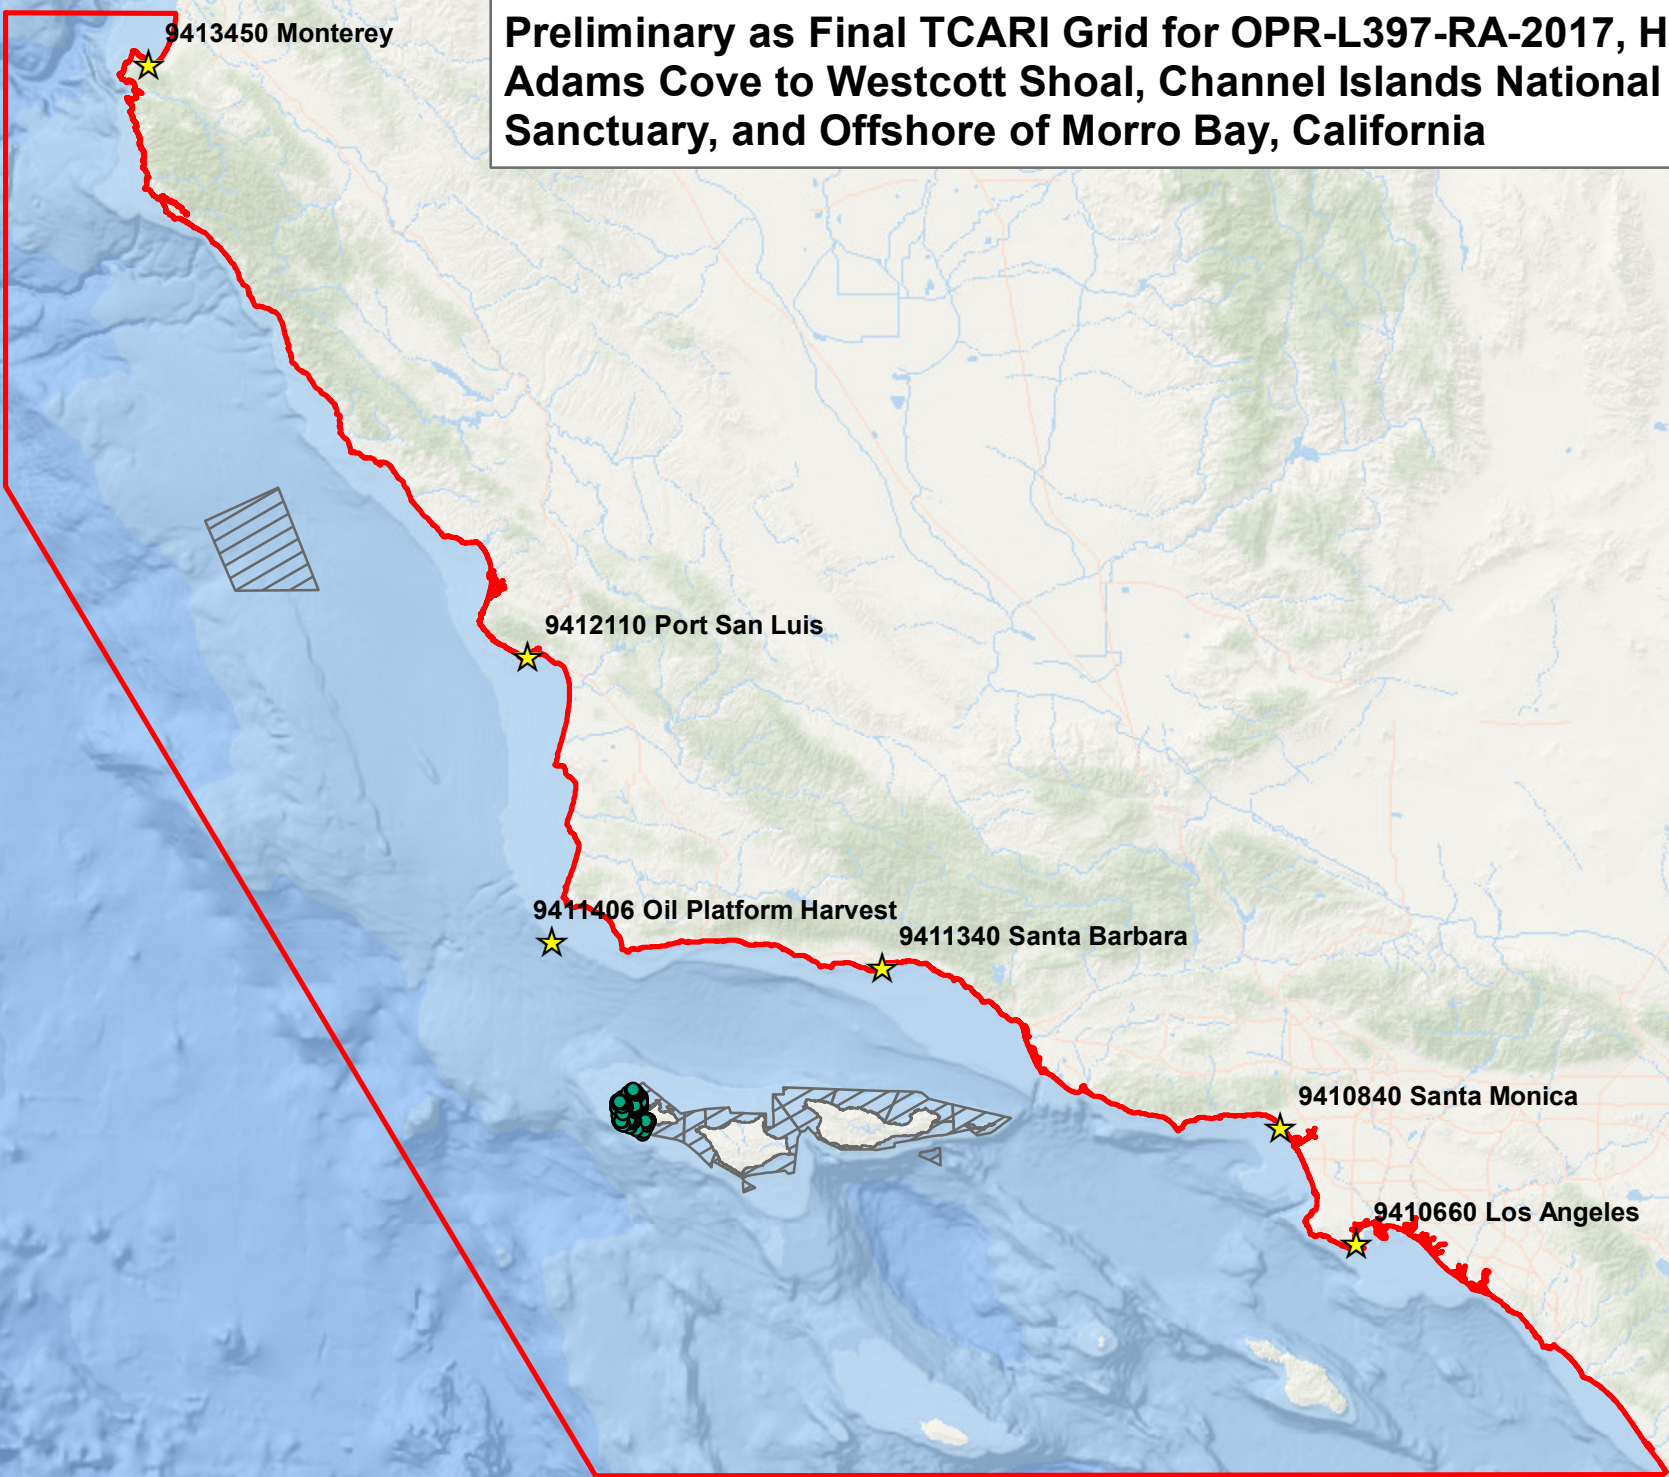 Preliminary as Final TCARI Grid for OPR-L397-RA-2017, H
Adams Cove to Westcott Shoal, Channel Islands National
Sanctuary, and Offshore of Morro Bay, California
9413450 Monterey
9412110 Port San Luis
9411406 Oil Platform Harvest
9411340 Santa Barbara
9410840 Santa Monica
9410660 Los Angeles